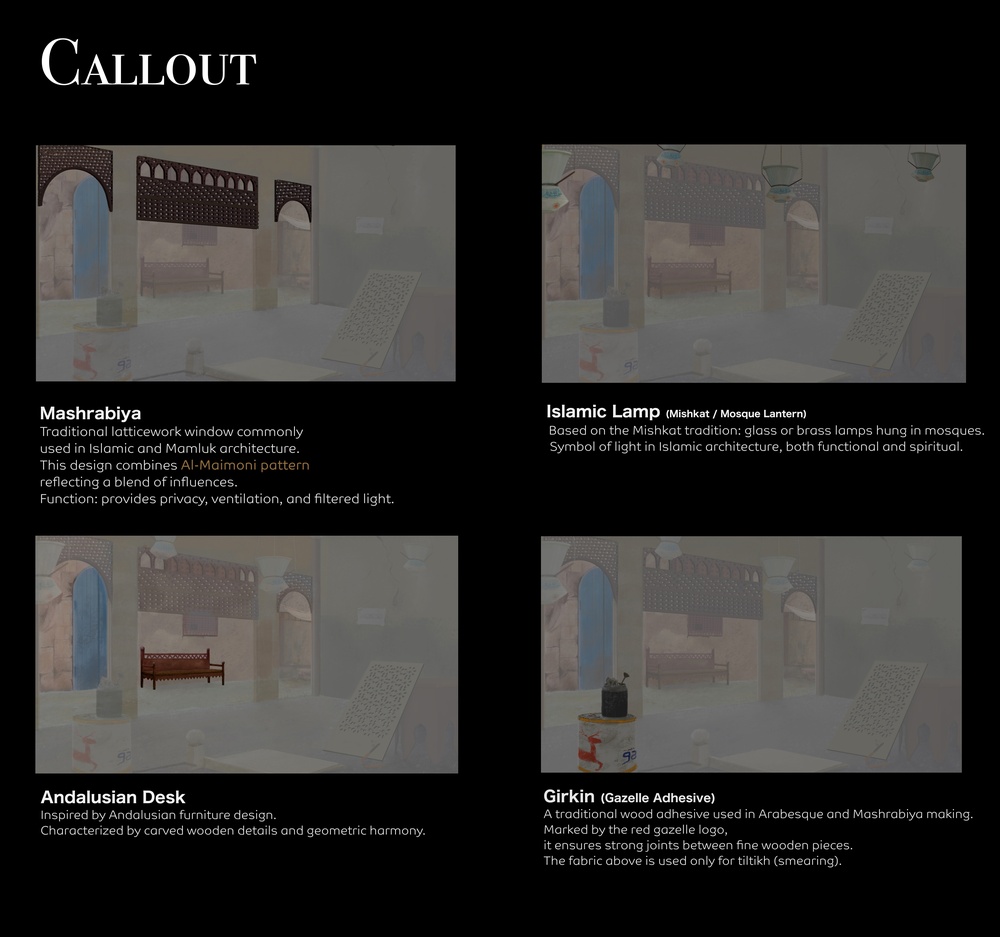 CALLOUT
Mashrabiya
Traditional latticework window commonly
used in Islamic and Mamluk architecture.
This design combines Al-Maimoni pattern
reflecting a blend of influences.
Function: provides privacy, ventilation, and filtered light.
Islamic Lamp (Mishkat / Mosque Lantern)
Based on the Mishkat tradition: glass or brass lamps hung in mosques.
Symbol of light in Islamic architecture, both functional and spiritual.
Andalusian Desk
Inspired by Andalusian furniture design.
Characterized by carved wooden details and geometric harmony.
Girkin (Gazelle Adhesive)
A traditional wood adhesive used in Arabesque and Mashrabiya making.
Marked by the red gazelle logo,
it ensures strong joints between fine wooden pieces.
The fabric above is used only for tiltikh (smearing).